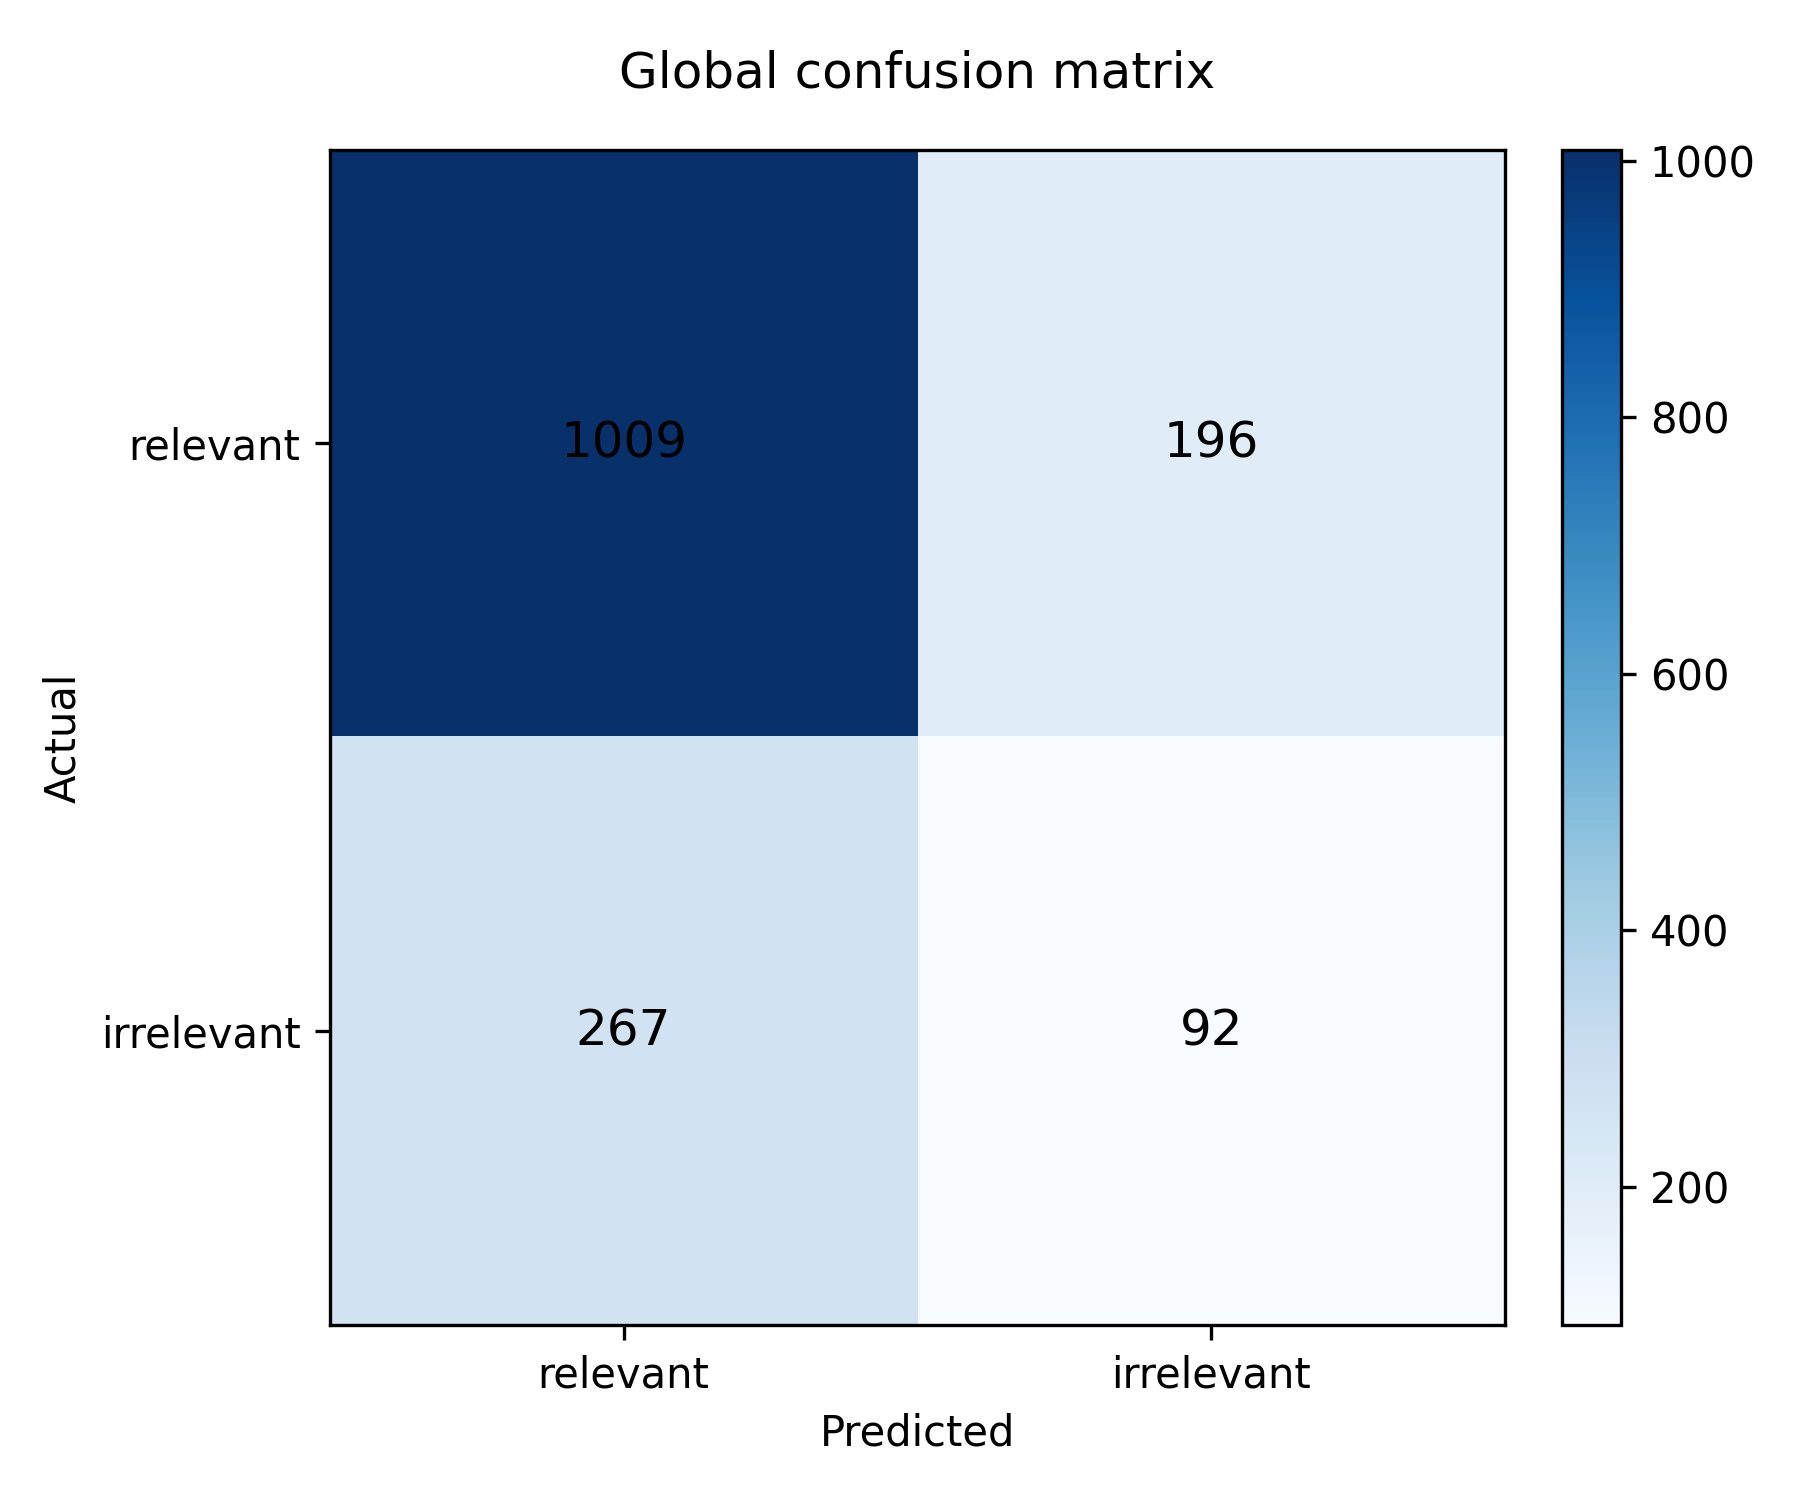 Global confusion matrix
1000
800
600
400
200
Actual
relevant
irrelevant
1009
196
267
92
relevant
irrelevant
Predicted